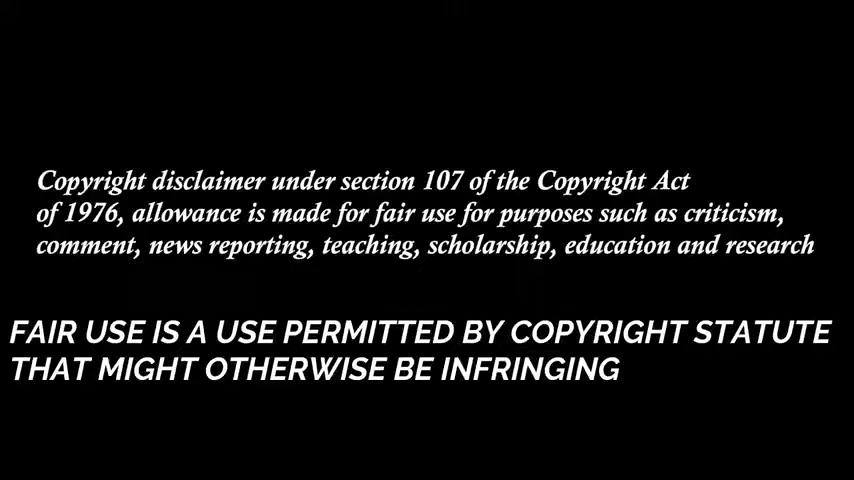 Copyright disclaimer under section 107 of the Copyright Act
of 1976, allowance is made for fair use for purposes such as criticism,
comment, news reporting, teaching, scholarship, education and research
FAIR USE IS A USE PERMITTED BY COPYRIGHT STATUTE
THAT MIGHT OTHERWISE BE INFRINGING